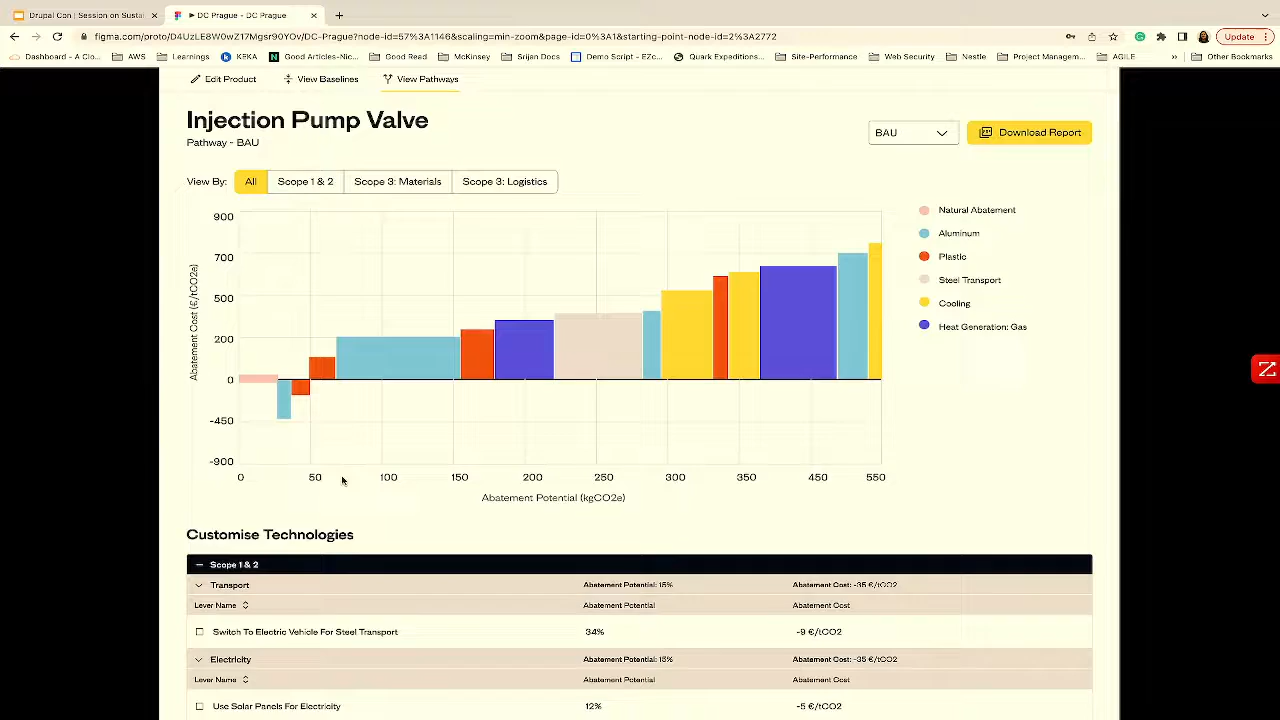 Drupal Con | Session on Sustai
DC Prague - DC Prague
figma.com/proto/D4UzLE8W0wZ17Mgsr90YOv/DC-Prague?node-id=57%3A1146&scaling=min-zoom&page-id=0%3A1&starting-point-node-id=2%3A2772
Update
Dashboard - A Clo...
AWS
Learnings
KEKA
Good Articles-Nic...
Good Read
McKinsey
Srijan Docs
Demo Script - EZc...
Quark Expeditions...
Site-Performance
Web Security
Nestle
Project Managem...
AGILE
»
Other Bookmarks
Edit Product
View Baselines
View Pathways
Injection Pump Valve
Pathway - BAU
BAU
Download Report
View By:
All
Scope 1 & 2
Scope 3: Materials
Scope 3: Logistics
Abatement Cost (€/tCO2e)
900
700
500
200
0
-450
-900
0
50
100
150
200
250
300
350
450
550
Abatement Potential (kgCO2e)
Natural Abatement
Aluminum
Plastic
Steel Transport
Cooling
Heat Generation: Gas
Customise Technologies
Scope 1 & 2
Transport
Abatement Potential: 15%
Abatement Cost: -35 €/tCO2
Lever Name
Abatement Potential
Abatement Cost
Switch To Electric Vehicle For Steel Transport
34%
-9 €/tCO2
Electricity
Abatement Potential: 15%
Abatement Cost: -35 €/tCO2
Lever Name
Abatement Potential
Abatement Cost
Use Solar Panels For Electricity
12%
-5 €/tCO2